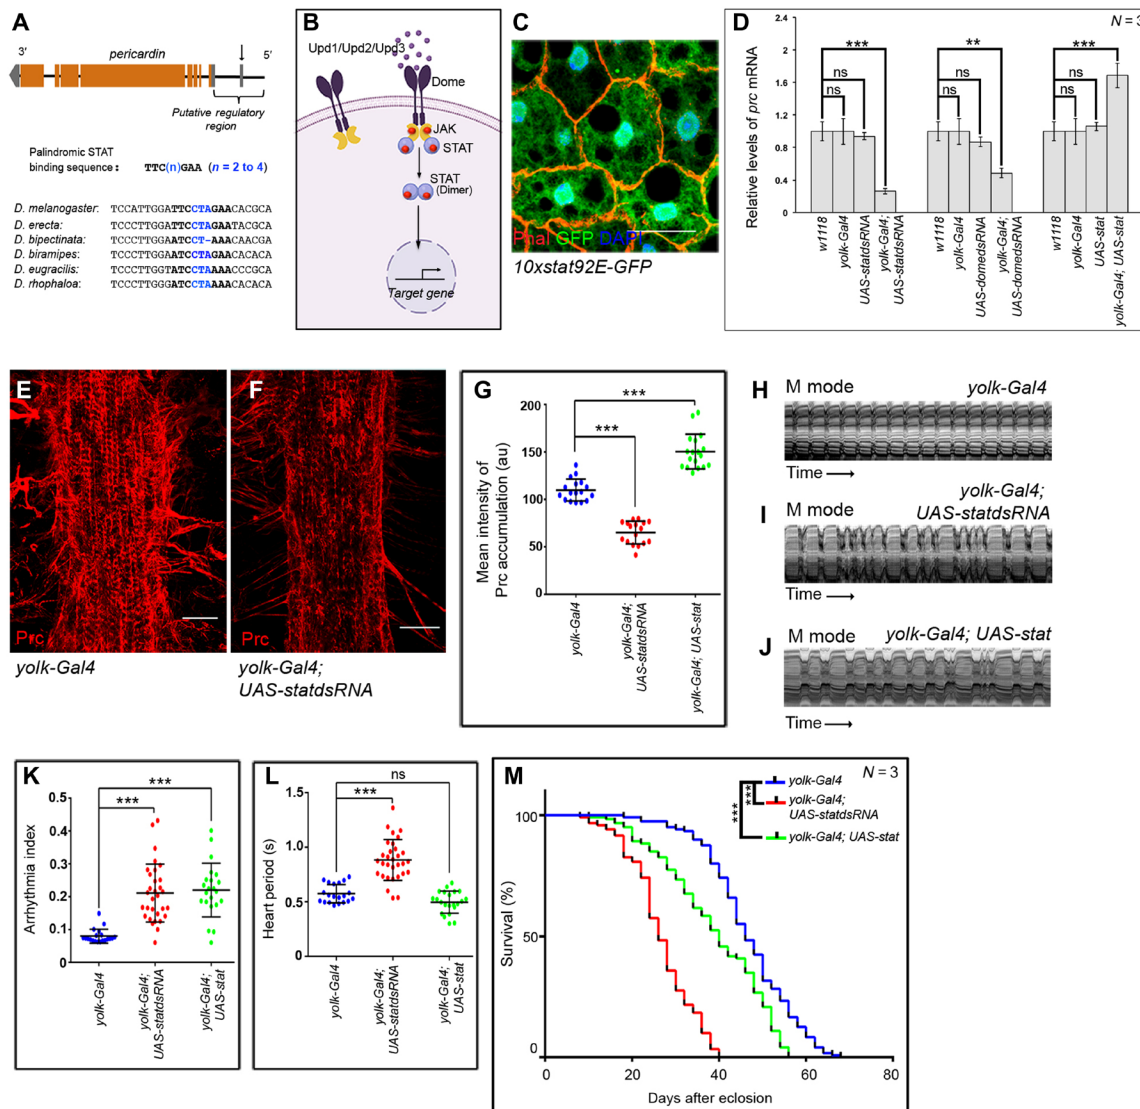 A
3′
pericardin
5′
Putative regulatory
region
Palindromic STAT
binding sequence: TTC(n)GAA (n = 2 to 4)
D. melanogaster: TCCATTGGATTCCTAGAACACGCA
D. erecta: TCCCTTGGATTCCTAGAACACACA
D. bipectinata: TCCCTTGAATCCT-AAACAACGA
D. biramipes: TCCCTTGGATCCTAAAACACACA
D. eugracilis: TCCCTTGGTATCCTAAAACCCGCA
D. rhophaloa: TCCCTTGGGATCCTAAAACACACA
B
Upd1/Upd2/Upd3
Dome
JAK
STAT
STAT
(Dimer)
Target gene
C
Phal GFP DAPI
10xstat92E-GFP
D
N = 3
Relative levels of prc mRNA
2.4
2.0
1.6
1.2
0.8
0.4
0
***
ns
ns
**
ns
ns
***
ns
ns
w1118
yolk-Gal4
UAS-statdsRNA
yolk-Gal4;
UAS-statdsRNA
w1118
yolk-Gal4
UAS-domedsRNA
yolk-Gal4;
UAS-domedsRNA
w1118
yolk-Gal4
UAS-stat
yolk-Gal4; UAS-stat
E
Prc
yolk-Gal4
F
Prc
yolk-Gal4;
UAS-statdsRNA
G
Mean intensity of
Prc accumulation (au)
200
150
100
50
0
***
***
yolk-Gal4
yolk-Gal4;
UAS-statdsRNA
yolk-Gal4; UAS-stat
H
M mode
yolk-Gal4
Time
I
M mode
yolk-Gal4;
UAS-statdsRNA
Time
J
M mode
yolk-Gal4; UAS-stat
Time
K
Arrhythmia index
0.5
0.4
0.3
0.2
0.1
0
***
***
yolk-Gal4
yolk-Gal4;
UAS-statdsRNA
yolk-Gal4;
UAS-stat
L
Heart period (s)
1.5
1.0
0.5
0
ns
***
yolk-Gal4
yolk-Gal4;
UAS-statdsRNA
yolk-Gal4;
UAS-stat
M
N = 3
***
***
yolk-Gal4
yolk-Gal4;
UAS-statdsRNA
yolk-Gal4; UAS-stat
Survival (%)
100
50
0
0 20 40 60 80
Days after eclosion